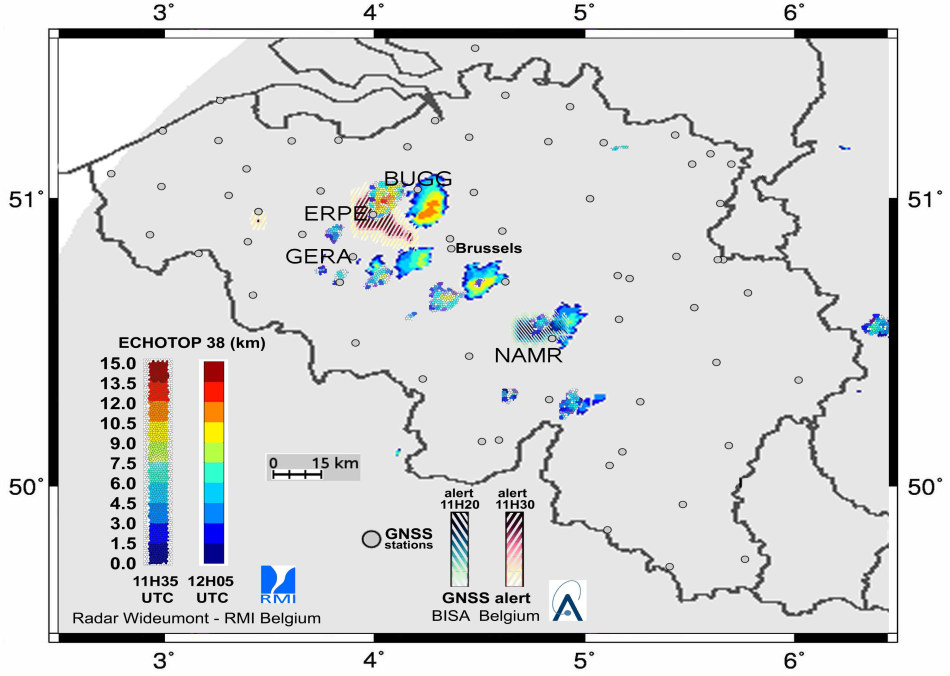 3° 4° 5° 6°
BUGG
51° 51°
ERPE
Brussels
GERA
ECHOTOP 38 (km)
NAMR
15.0
13.5
12.0
10.5
9.0
7.5
6.0
4.5
3.0
1.5
0.0
11H35 12H05
UTC UTC
RMI
Radar Wideumont - RMI Belgium
0 15 km
50° 50°
alert alert
11H20 11H30
GNSS
stations
GNSS alert
BISA Belgium
3° 4° 5° 6°